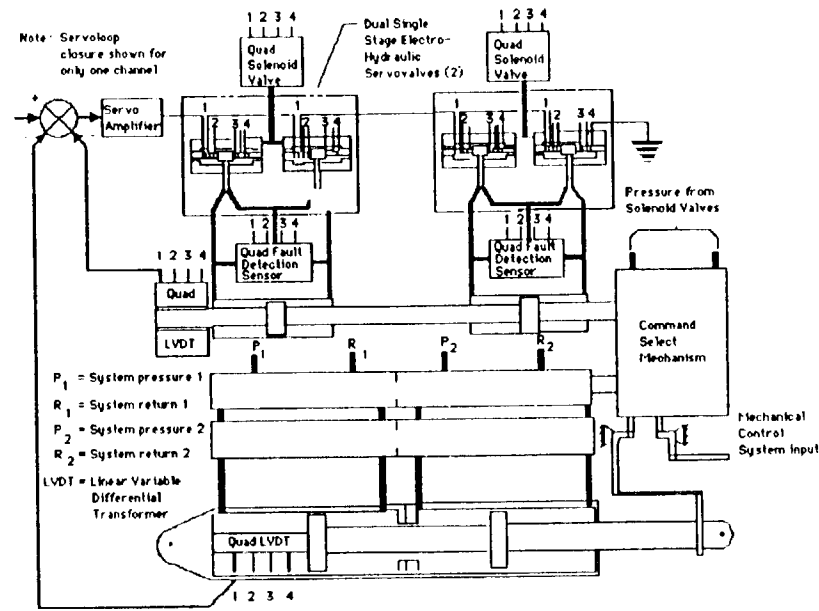 Note: Servoloop
closure shown for
only one channel
1 2 3 4
Quad
Solenoid
Valve
Dual Single
Stage Electro-
Hydraulic
Servovalves (2)
1 2 3 4
Quad
Solenoid
Valve
+
Servo
Amplifier
1
2
3 4
1
2
3 4
1
2
3 4
1
2
3 4
Pressure from
Solenoid Valves
1 2 3 4
Quad Fault
Detection
Sensor
1 2 3 4
Quad Fault
Detection
Sensor
1 2 3 4
Quad
LVDT
Command
Select
Mechanism
P1
R1
P2
R2
P1 = System pressure 1
R1 = System return 1
P2 = System pressure 2
R2 = System return 2
LVDT = Linear Variable
Differential
Transformer
Mechanical
Control
System input
Quad LVDT
1 2 3 4